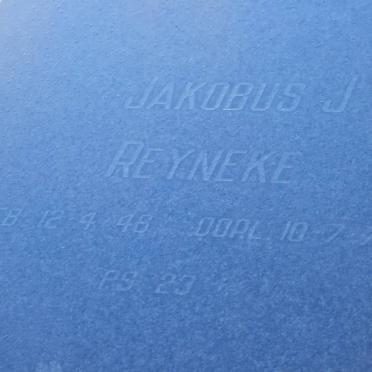 JAKOBUS J
REYNEKE
B 12-4-48 OORL 10-7-
PS 23